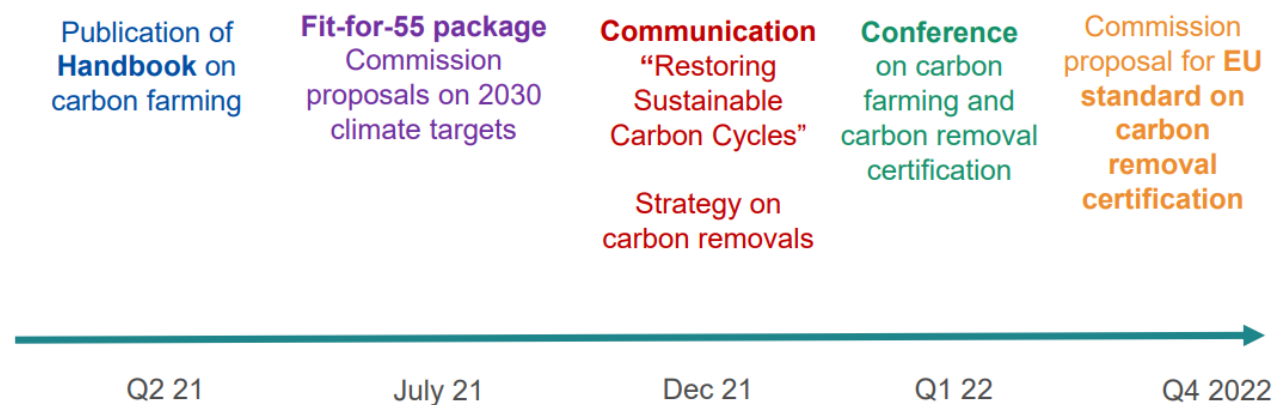 Publication of
Handbook on
carbon farming
Fit-for-55 package
Commission
proposals on 2030
climate targets
Communication
“Restoring
Sustainable
Carbon Cycles”
Strategy on
carbon removals
Conference
on carbon
farming and
carbon removal
certification
Commission
proposal for EU
standard on
carbon
removal
certification
Q2 21
July 21
Dec 21
Q1 22
Q4 2022